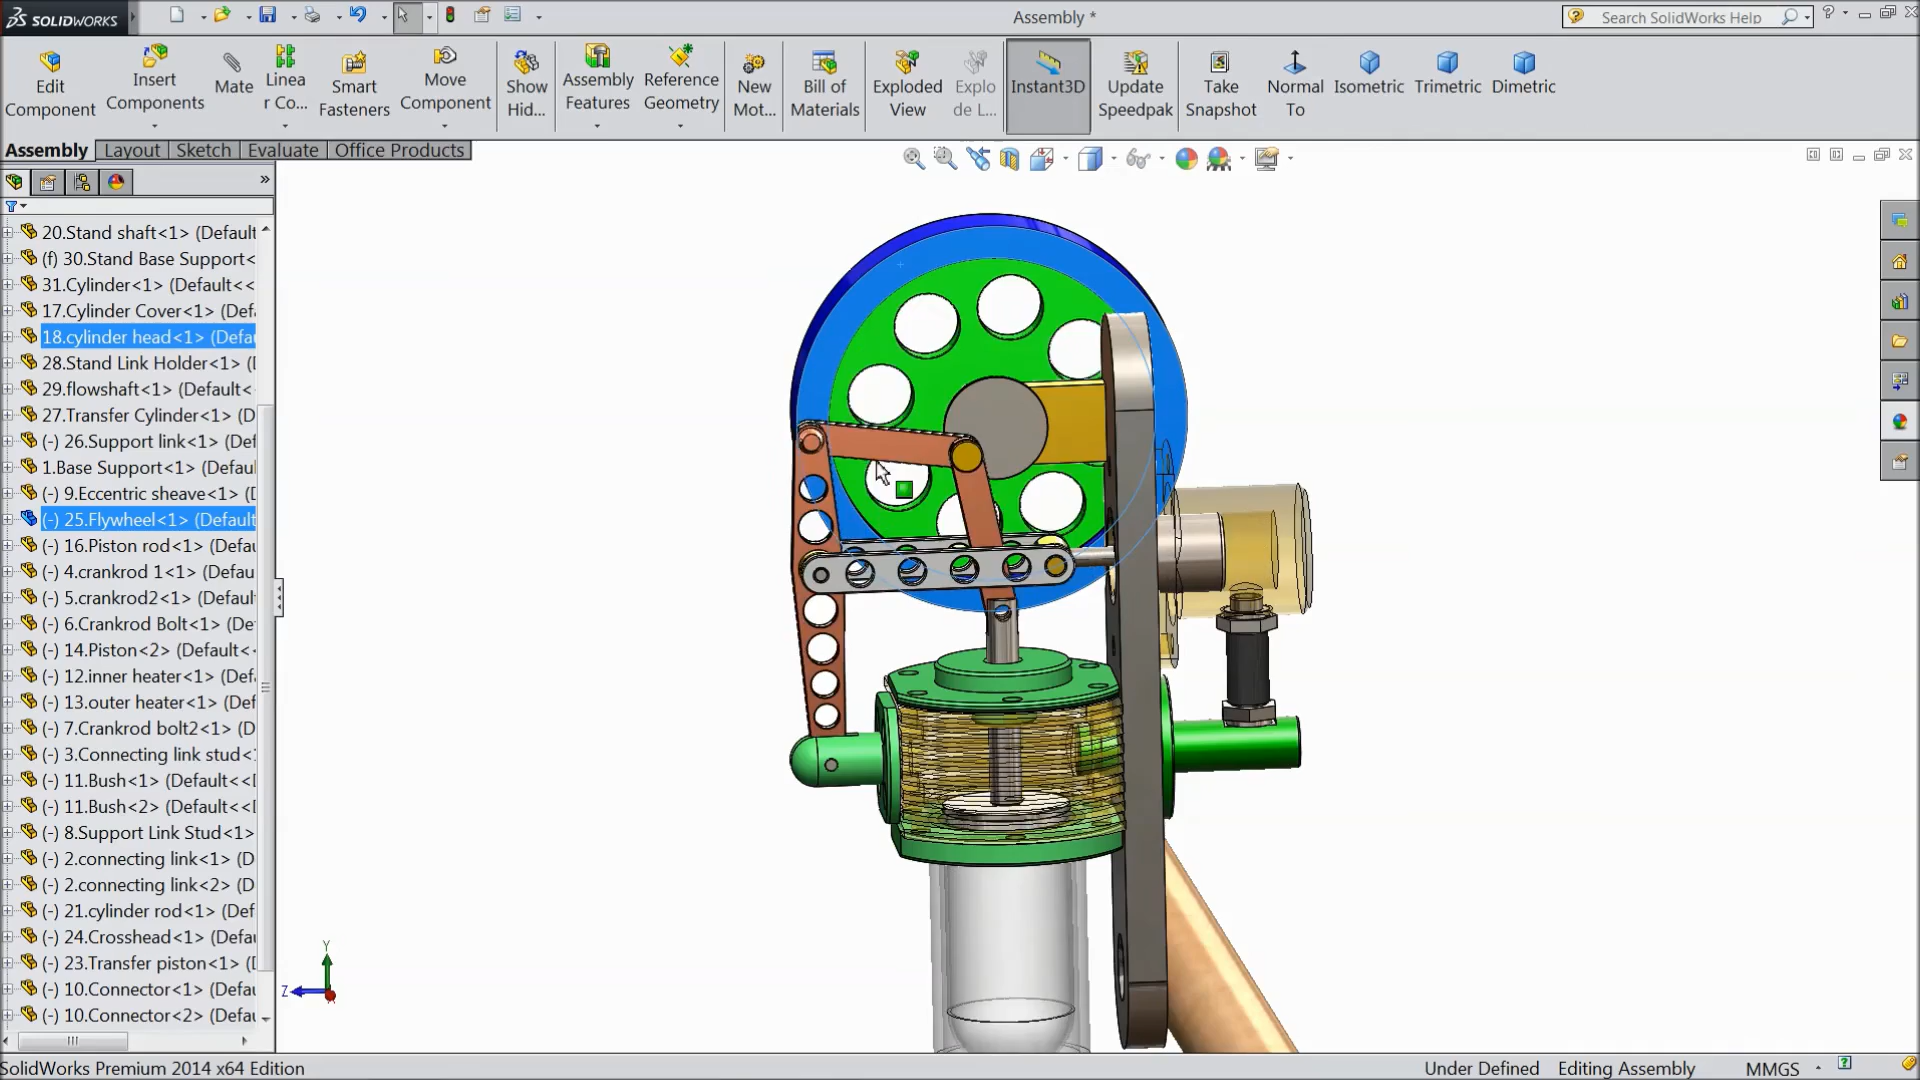 SOLIDWORKS
Assembly *
Search SolidWorks Help
Edit Component
Insert Components
Mate
Linea r Co...
Smart Fasteners
Move Component
Show Hid...
Assembly Features
Reference Geometry
New Mot...
Bill of Materials
Exploded View
Explo de L...
Instant3D
Update Speedpak
Take Snapshot
Normal To
Isometric
Trimetric
Dimetric
Assembly
Layout
Sketch
Evaluate
Office Products
20.Stand shaft<1> (Default
(f) 30.Stand Base Support<
31.Cylinder<1> (Default<<
17.Cylinder Cover<1> (Def
18.cylinder head<1> (Defa
28.Stand Link Holder<1> (
29.flowshaft<1> (Default<
27.Transfer Cylinder<1> (D
(-) 26.Support link<1> (Def
1.Base Support<1> (Defau
(-) 9.Eccentric sheave<1> (
(-) 25.Flywheel<1> (Default
(-) 16.Piston rod<1> (Defa
(-) 4.crankrod 1<1> (Defau
(-) 5.crankrod2<1> (Defaul
(-) 6.Crankrod Bolt<1> (De
(-) 14.Piston<2> (Default<
(-) 12.inner heater<1> (Def
(-) 13.outer heater<1> (Def
(-) 7.Crankrod bolt2<1> (D
(-) 3.Connecting link stud<
(-) 11.Bush<1> (Default<<
(-) 11.Bush<2> (Default<<
(-) 8.Support Link Stud<1>
(-) 2.connecting link<1> (D
(-) 2.connecting link<2> (D
(-) 21.cylinder rod<1> (Def
(-) 24.Crosshead<1> (Defa
(-) 23.Transfer piston<1> (
(-) 10.Connector<1> (Defa
(-) 10.Connector<2> (Defa
Y
Z
SolidWorks Premium 2014 x64 Edition
Under Defined
Editing Assembly
MMGS